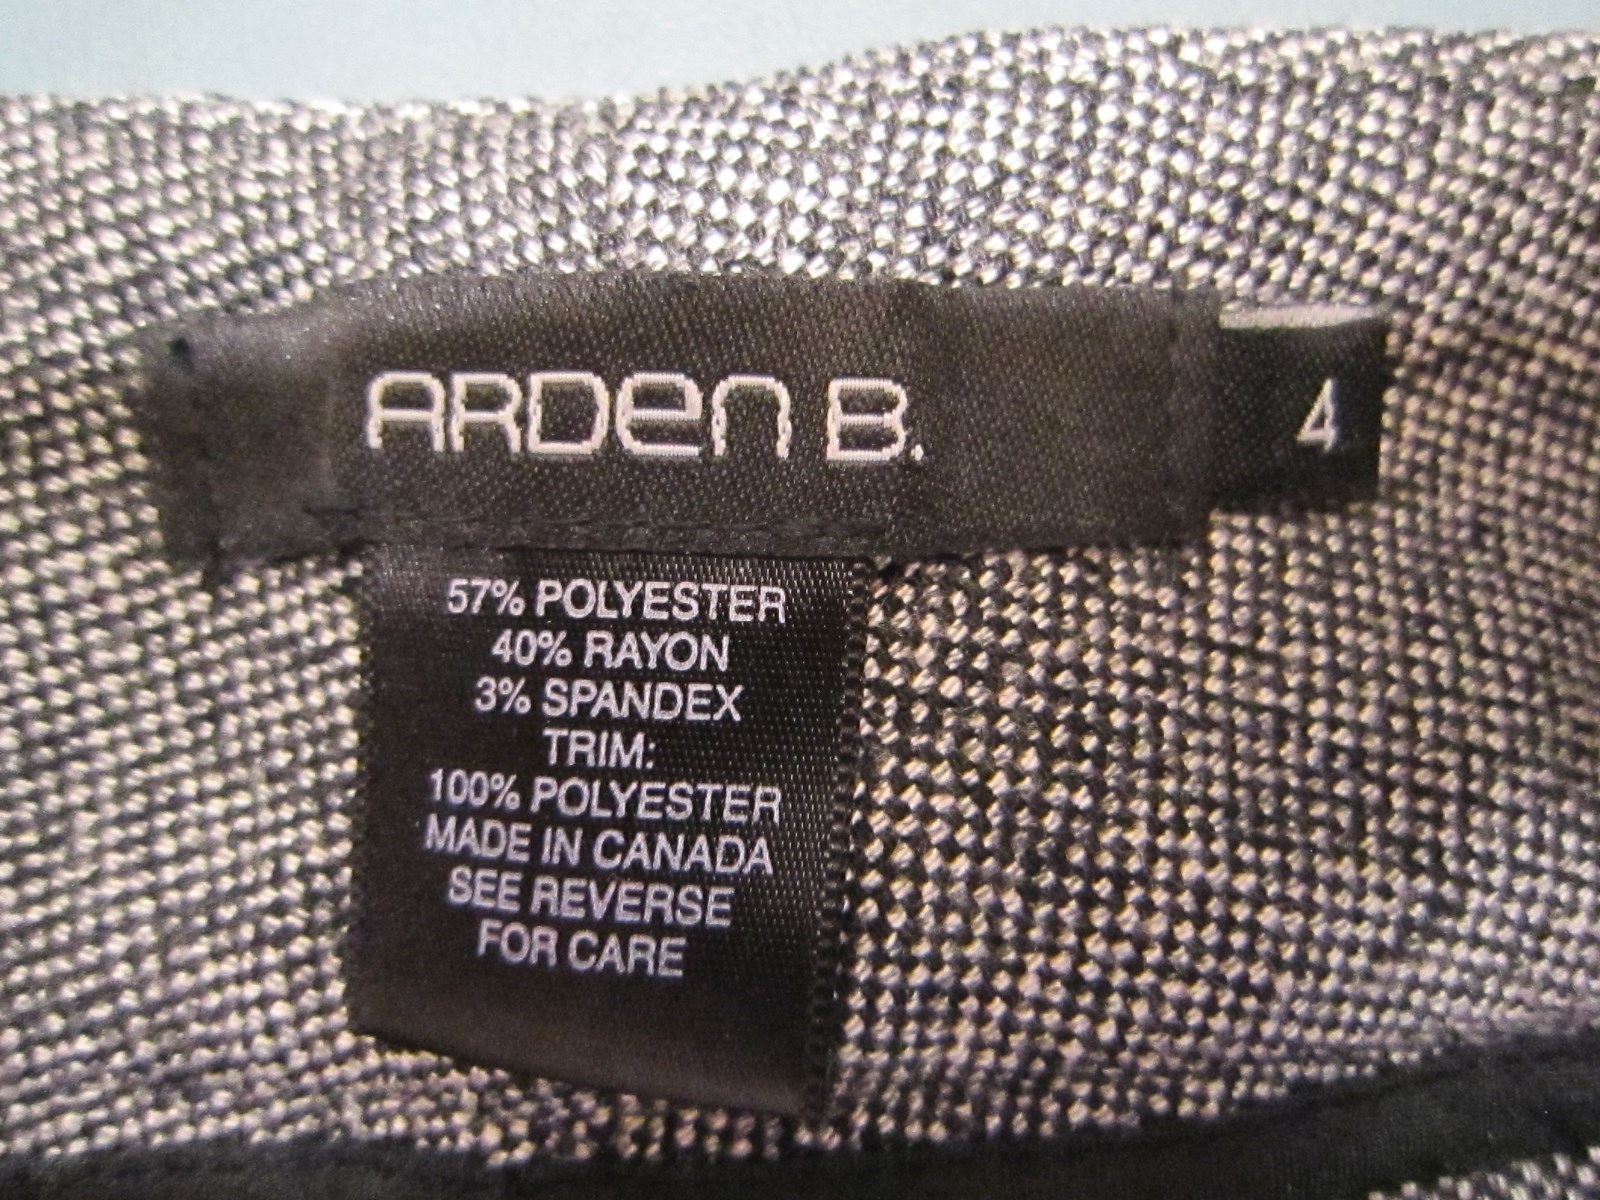 ARDen B.
4
57% POLYESTER
40% RAYON
3% SPANDEX
TRIM:
100% POLYESTER
MADE IN CANADA
SEE REVERSE
FOR CARE